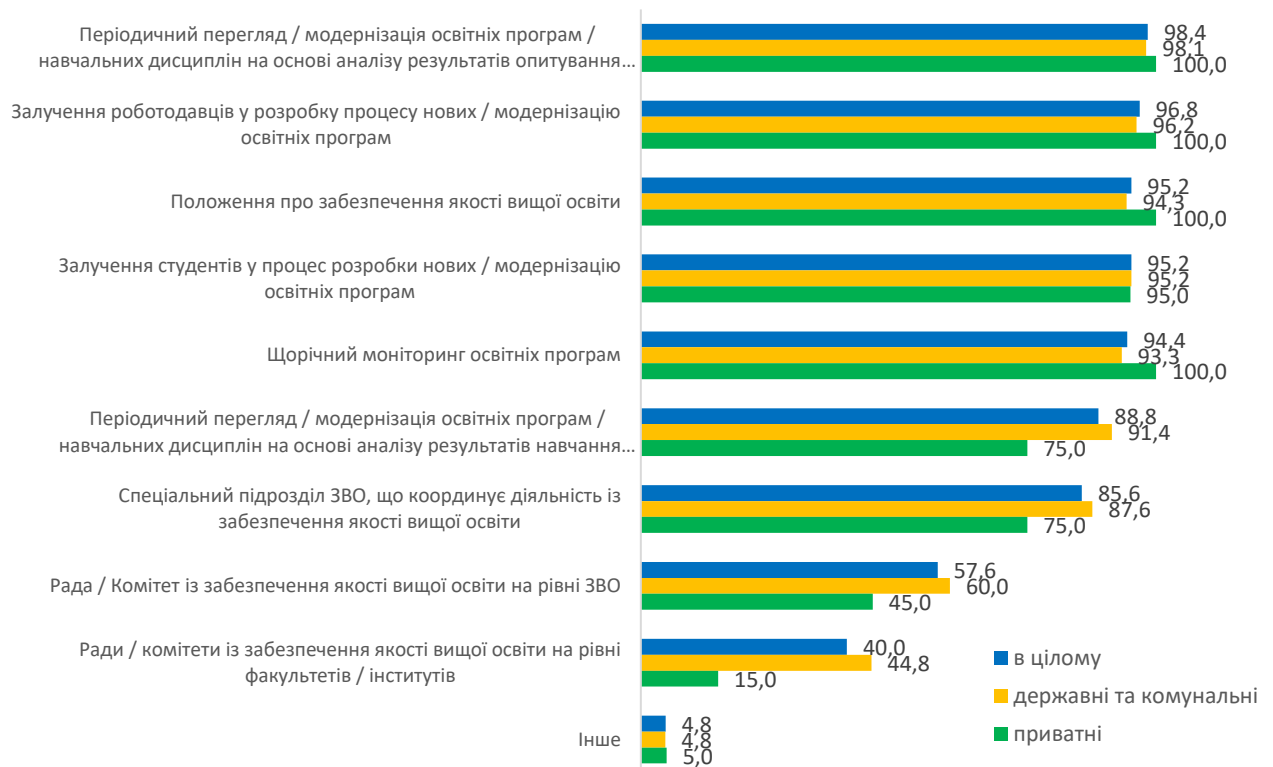 Періодичний перегляд / модернізація освітніх програм /
навчальних дисциплін на основі аналізу результатів опитування…
98,4
98,1
100,0
Залучення роботодавців у розробку процесу нових / модернізацію
освітніх програм
96,8
96,2
100,0
Положення про забезпечення якості вищої освіти
95,2
94,3
100,0
Залучення студентів у процес розробки нових / модернізацію
освітніх програм
95,2
95,2
95,0
Щорічний моніторинг освітніх програм
94,4
93,3
100,0
Періодичний перегляд / модернізація освітніх програм /
навчальних дисциплін на основі аналізу результатів навчання…
88,8
91,4
75,0
Спеціальний підрозділ ЗВО, що координує діяльність із
забезпечення якості вищої освіти
85,6
87,6
75,0
Рада / Комітет із забезпечення якості вищої освіти на рівні ЗВО
57,6
60,0
45,0
Ради / комітети із забезпечення якості вищої освіти на рівні
факультетів / інститутів
40,0
44,8
15,0
Інше
4,8
4,8
5,0
в цілому
державні та комунальні
приватні